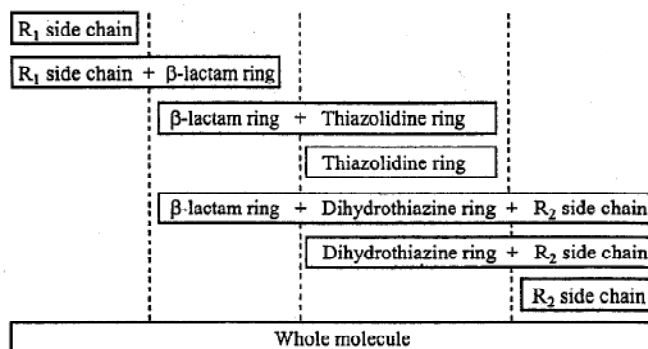 R₁ side chain
R₁ side chain + β-lactam ring
β-lactam ring + Thiazolidine ring
Thiazolidine ring
β-lactam ring + Dihydrothiazine ring + R₂ side chain
Dihydrothiazine ring + R₂ side chain
R₂ side chain
Whole molecule